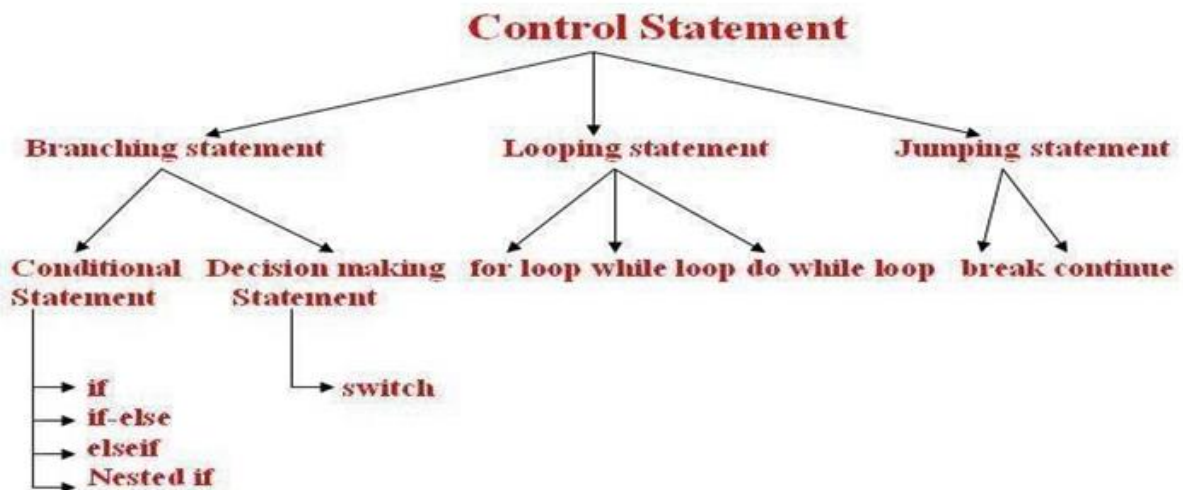 Control Statement
Branching statement
Looping statement
Jumping statement
Conditional
Statement
Decision making
Statement
for loop while loop do while loop
break continue
if
if-else
elseif
Nested if
switch